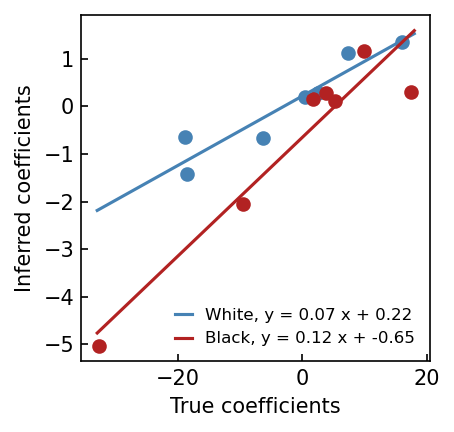 1
0
−1
−2
−3
−4
−5
Inferred coefficients
White, y = 0.07 x + 0.22
Black, y = 0.12 x + -0.65
−20 0 20
True coefficients